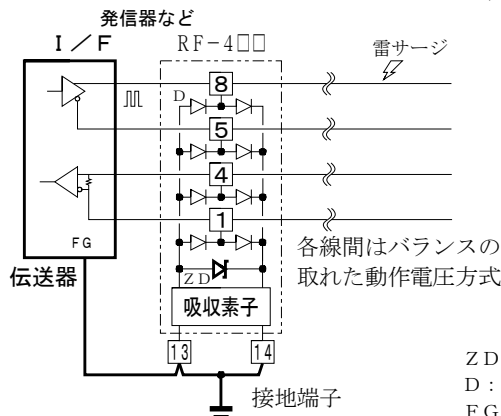 発信器など
I／F
RF-4□□
雷サージ
D
8
5
4
1
FG
伝送器
各線間はバランスの
取れた動作電圧方式
ZD
吸収素子
13
14
接地端子
ZD
D：
FG